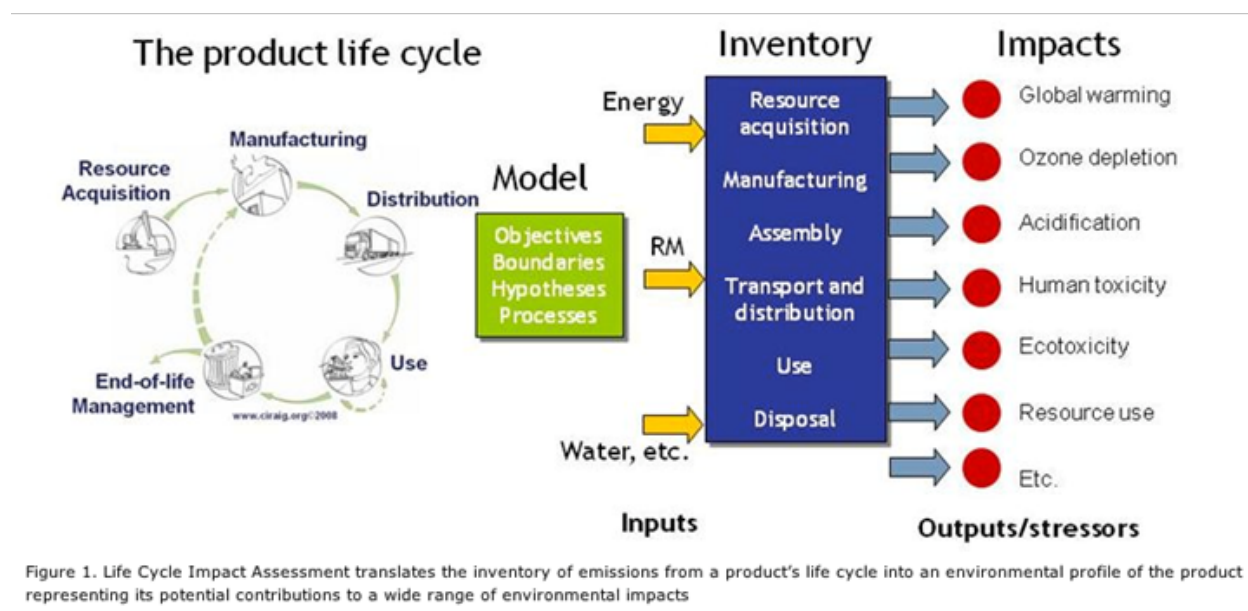 The product life cycle
Manufacturing
Resource
Acquisition
Distribution
Use
End-of-life
Management
www.ciraig.org©2008
Model
Objectives
Boundaries
Hypotheses
Processes
Energy
RM
Water, etc.
Inputs
Inventory
Resource
acquisition
Manufacturing
Assembly
Transport and
distribution
Use
Disposal
Impacts
Global warming
Ozone depletion
Acidification
Human toxicity
Ecotoxicity
Resource use
Etc.
Outputs/stressors
Figure 1. Life Cycle Impact Assessment translates the inventory of emissions from a product's life cycle into an environmental profile of the product
representing its potential contributions to a wide range of environmental impacts